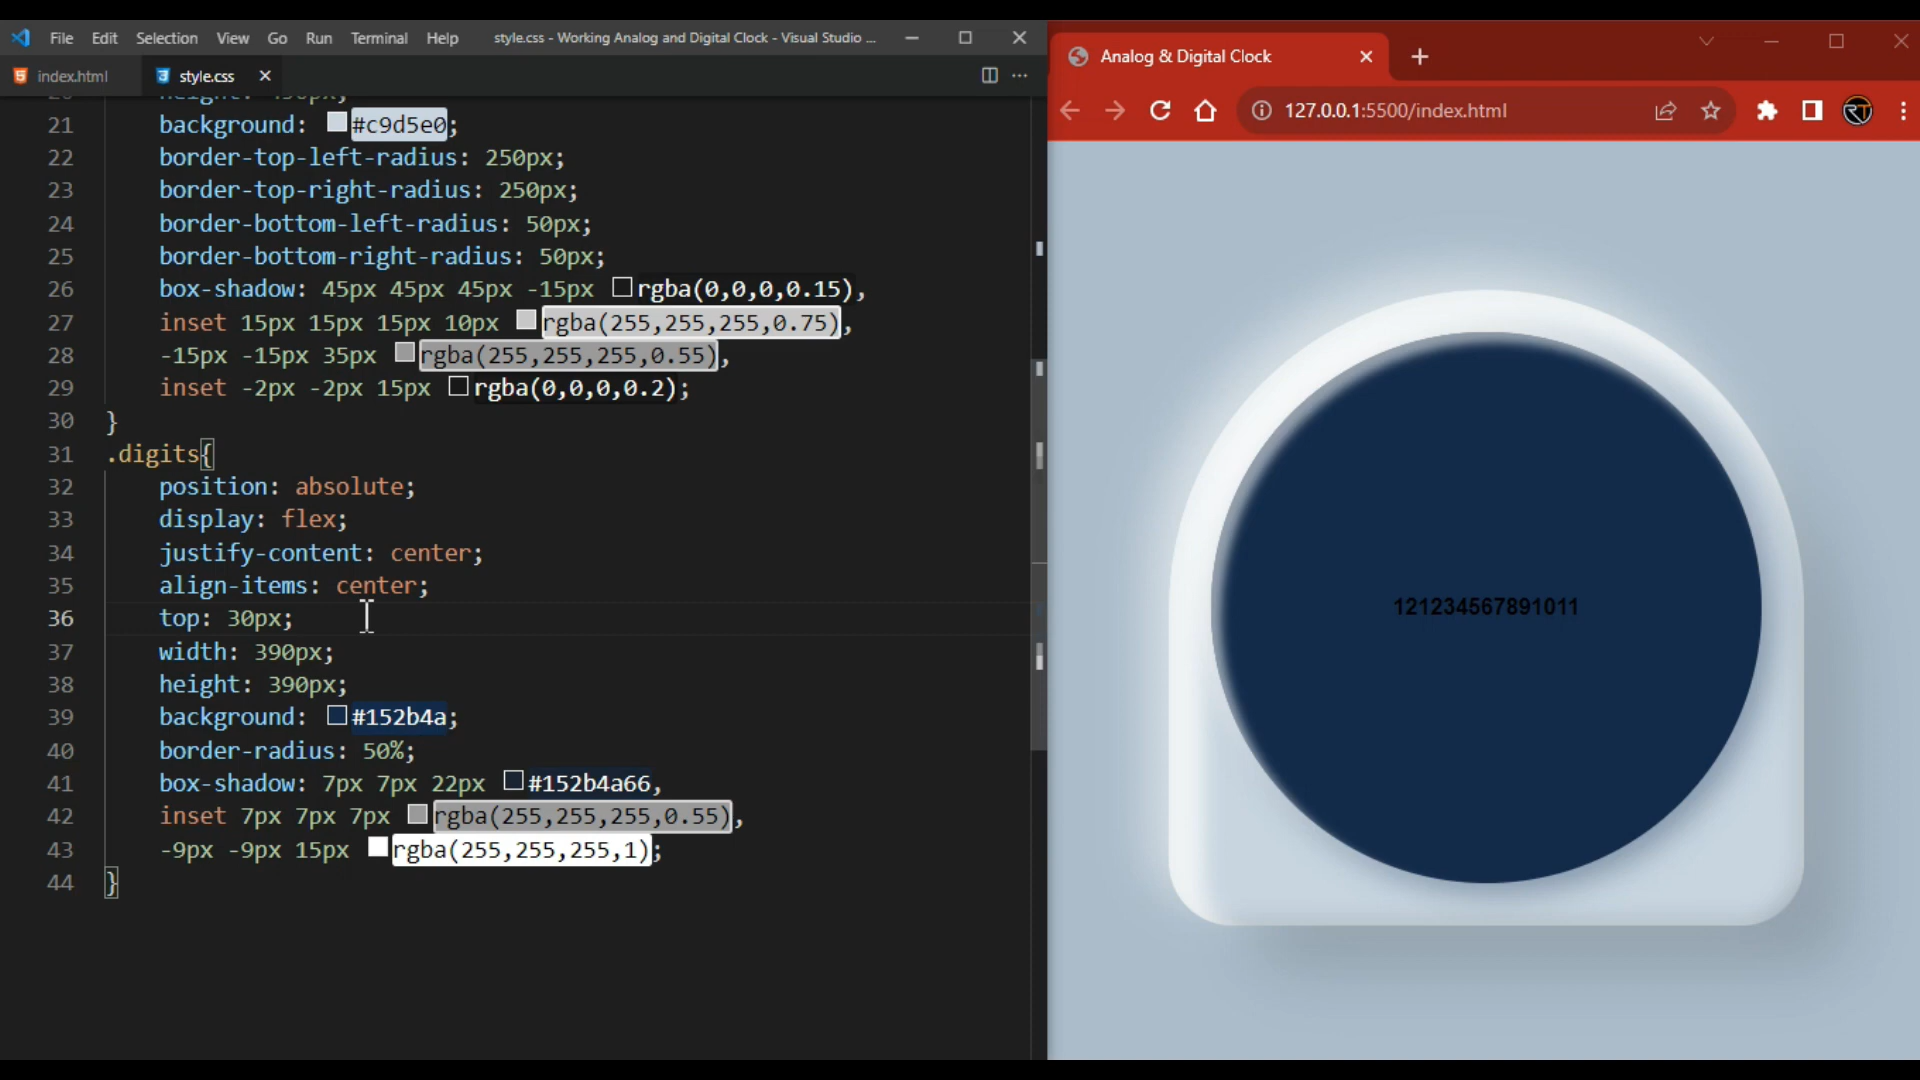 File Edit Selection View Go Run Terminal Help style.css - Working Analog and Digital Clock - Visual Studio ...
index.html style.css
21 background: #c9d5e0;
22 border-top-left-radius: 250px;
23 border-top-right-radius: 250px;
24 border-bottom-left-radius: 50px;
25 border-bottom-right-radius: 50px;
26 box-shadow: 45px 45px 45px -15px rgba(0,0,0,0.15),
27 inset 15px 15px 15px 10px rgba(255,255,255,0.75),
28 -15px -15px 35px rgba(255,255,255,0.55),
29 inset -2px -2px 15px rgba(0,0,0,0.2);
30 }
31 .digits{
32 position: absolute;
33 display: flex;
34 justify-content: center;
35 align-items: center;
36 top: 30px;
37 width: 390px;
38 height: 390px;
39 background: #152b4a;
40 border-radius: 50%;
41 box-shadow: 7px 7px 22px #152b4a66,
42 inset 7px 7px 7px rgba(255,255,255,0.55),
43 -9px -9px 15px rgba(255,255,255,1);
44 }
Analog & Digital Clock
127.0.0.1:5500/index.html
RT
121234567891011